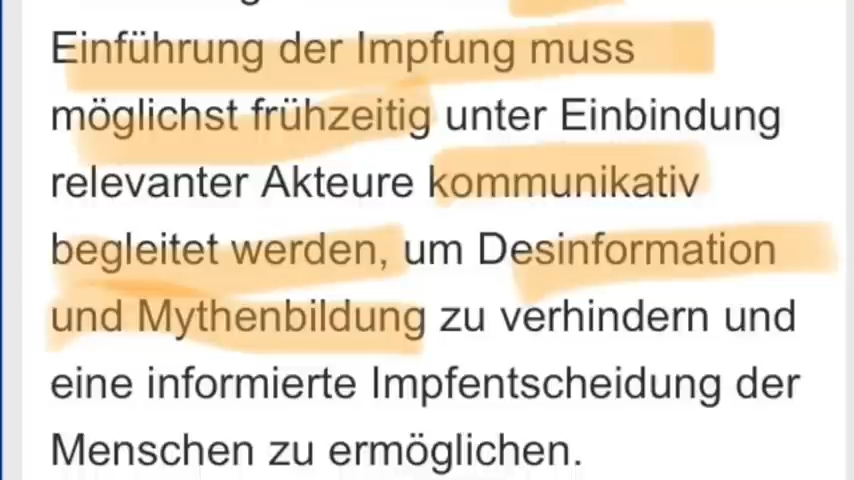 Einführung der Impfung muss
möglichst frühzeitig unter Einbindung
relevanter Akteure kommunikativ
begleitet werden, um Desinformation
und Mythenbildung zu verhindern und
eine informierte Impfentscheidung der
Menschen zu ermöglichen.